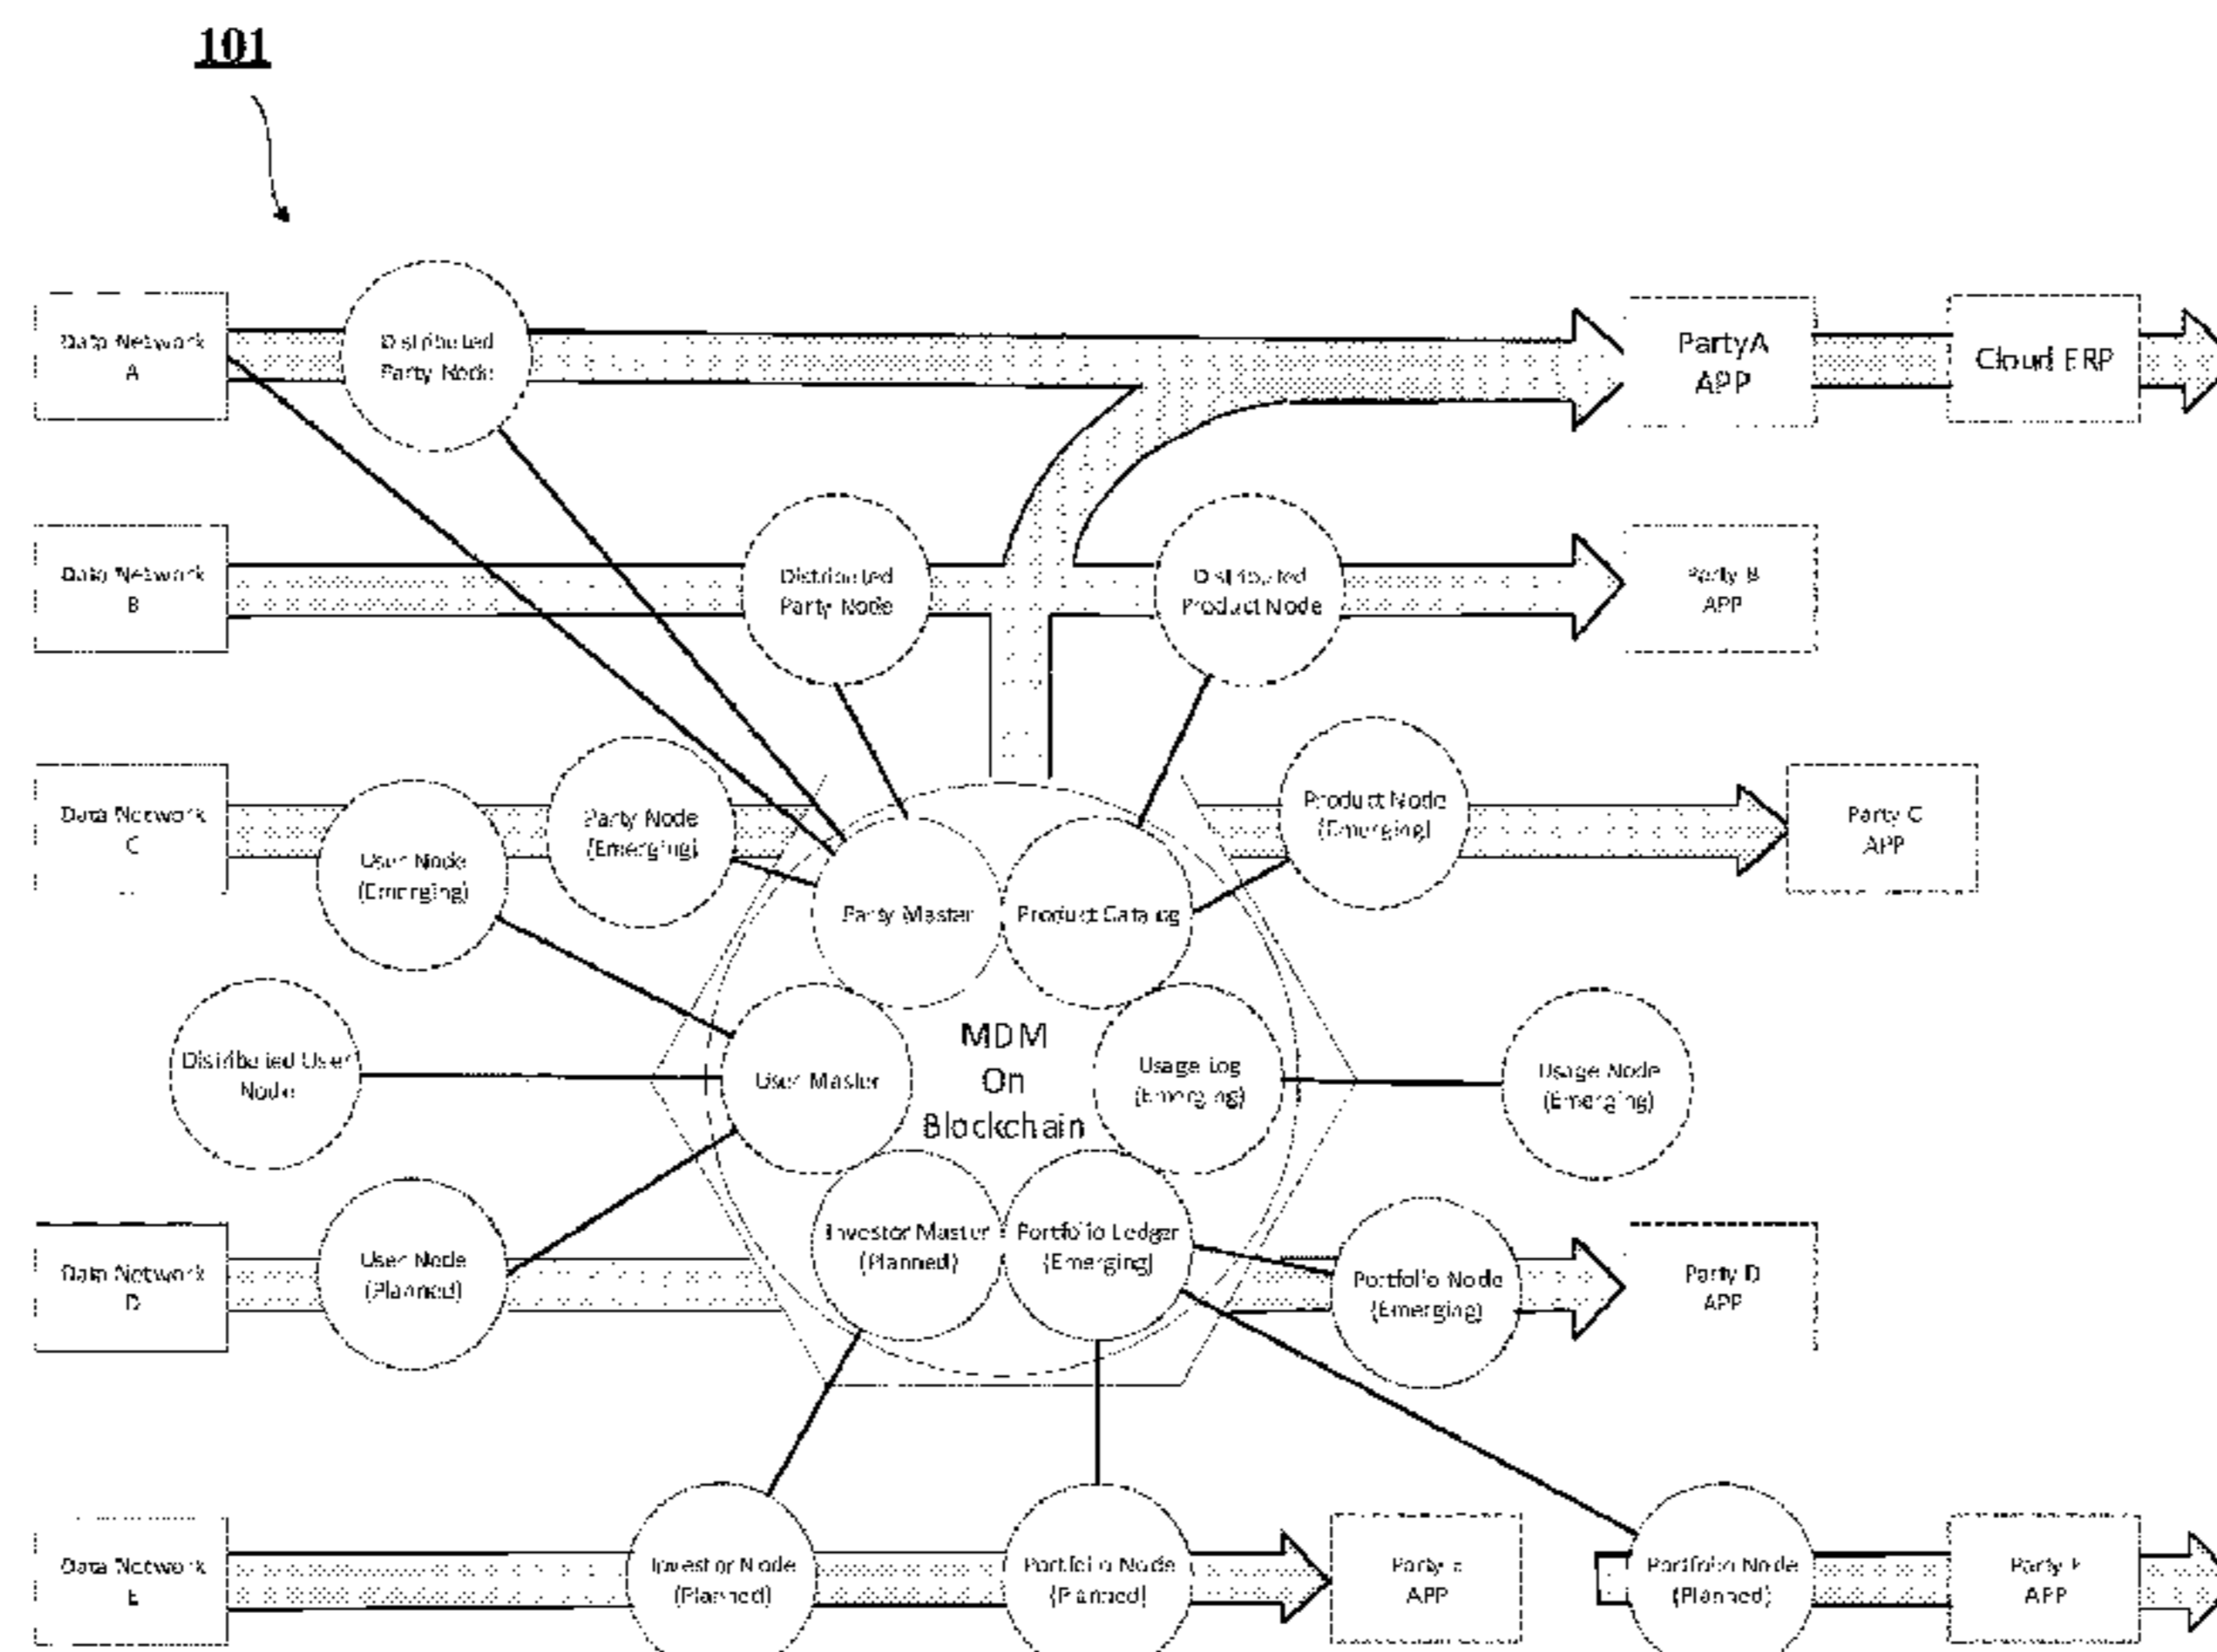 101
Data Network
A
Distributed
Party Node
Party A
APP
Cloud ERP
Data Network
B
Distributed
Party Node
Distributed
Product Node
Party B
APP
Data Network
C
User Node
(Emerging)
Party Node
(Emerging)
Product Node
(Emerging)
Party C
APP
Party Master
Product Catalog
Distributed User
Node
User Master
MDM
On
Blockchain
Usage Log
(Emerging)
Usage Node
(Emerging)
Data Network
D
User Node
(Planned)
Investor Master
(Planned)
Portfolio Ledger
(Emerging)
Portfolio Node
(Emerging)
Party D
APP
Data Network
E
Investor Node
(Planned)
Portfolio Node
(Planned)
Party E
APP
Portfolio Node
(Planned)
Party F
APP